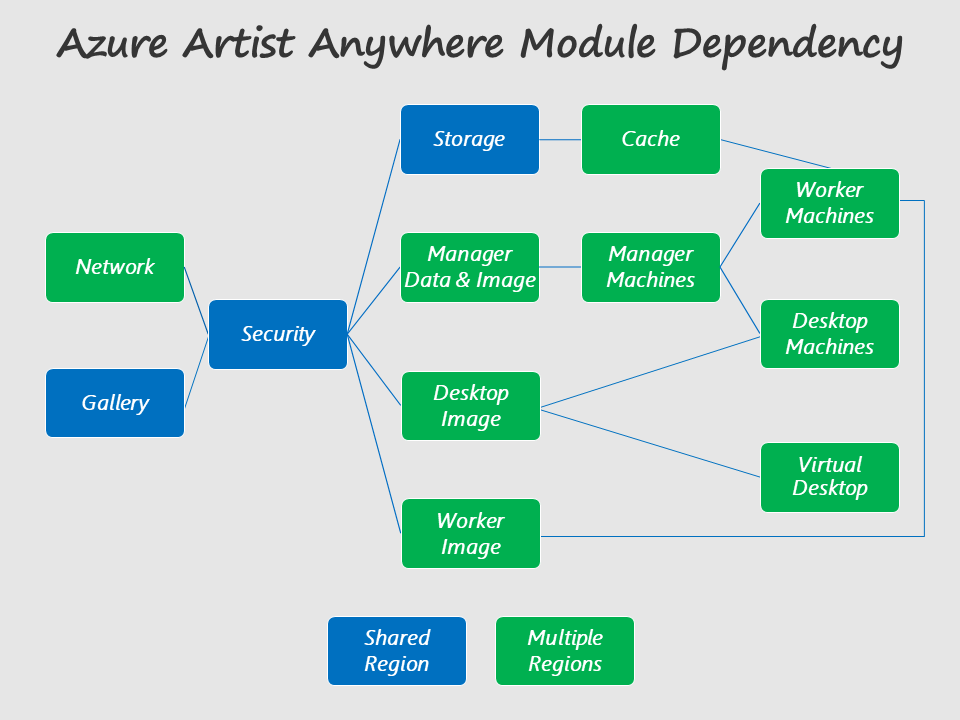 Azure Artist Anywhere Module Dependency
Storage
Cache
Worker
Machines
Network
Manager
Data & Image
Manager
Machines
Security
Desktop
Machines
Gallery
Desktop
Image
Virtual
Desktop
Worker
Image
Shared
Region
Multiple
Regions